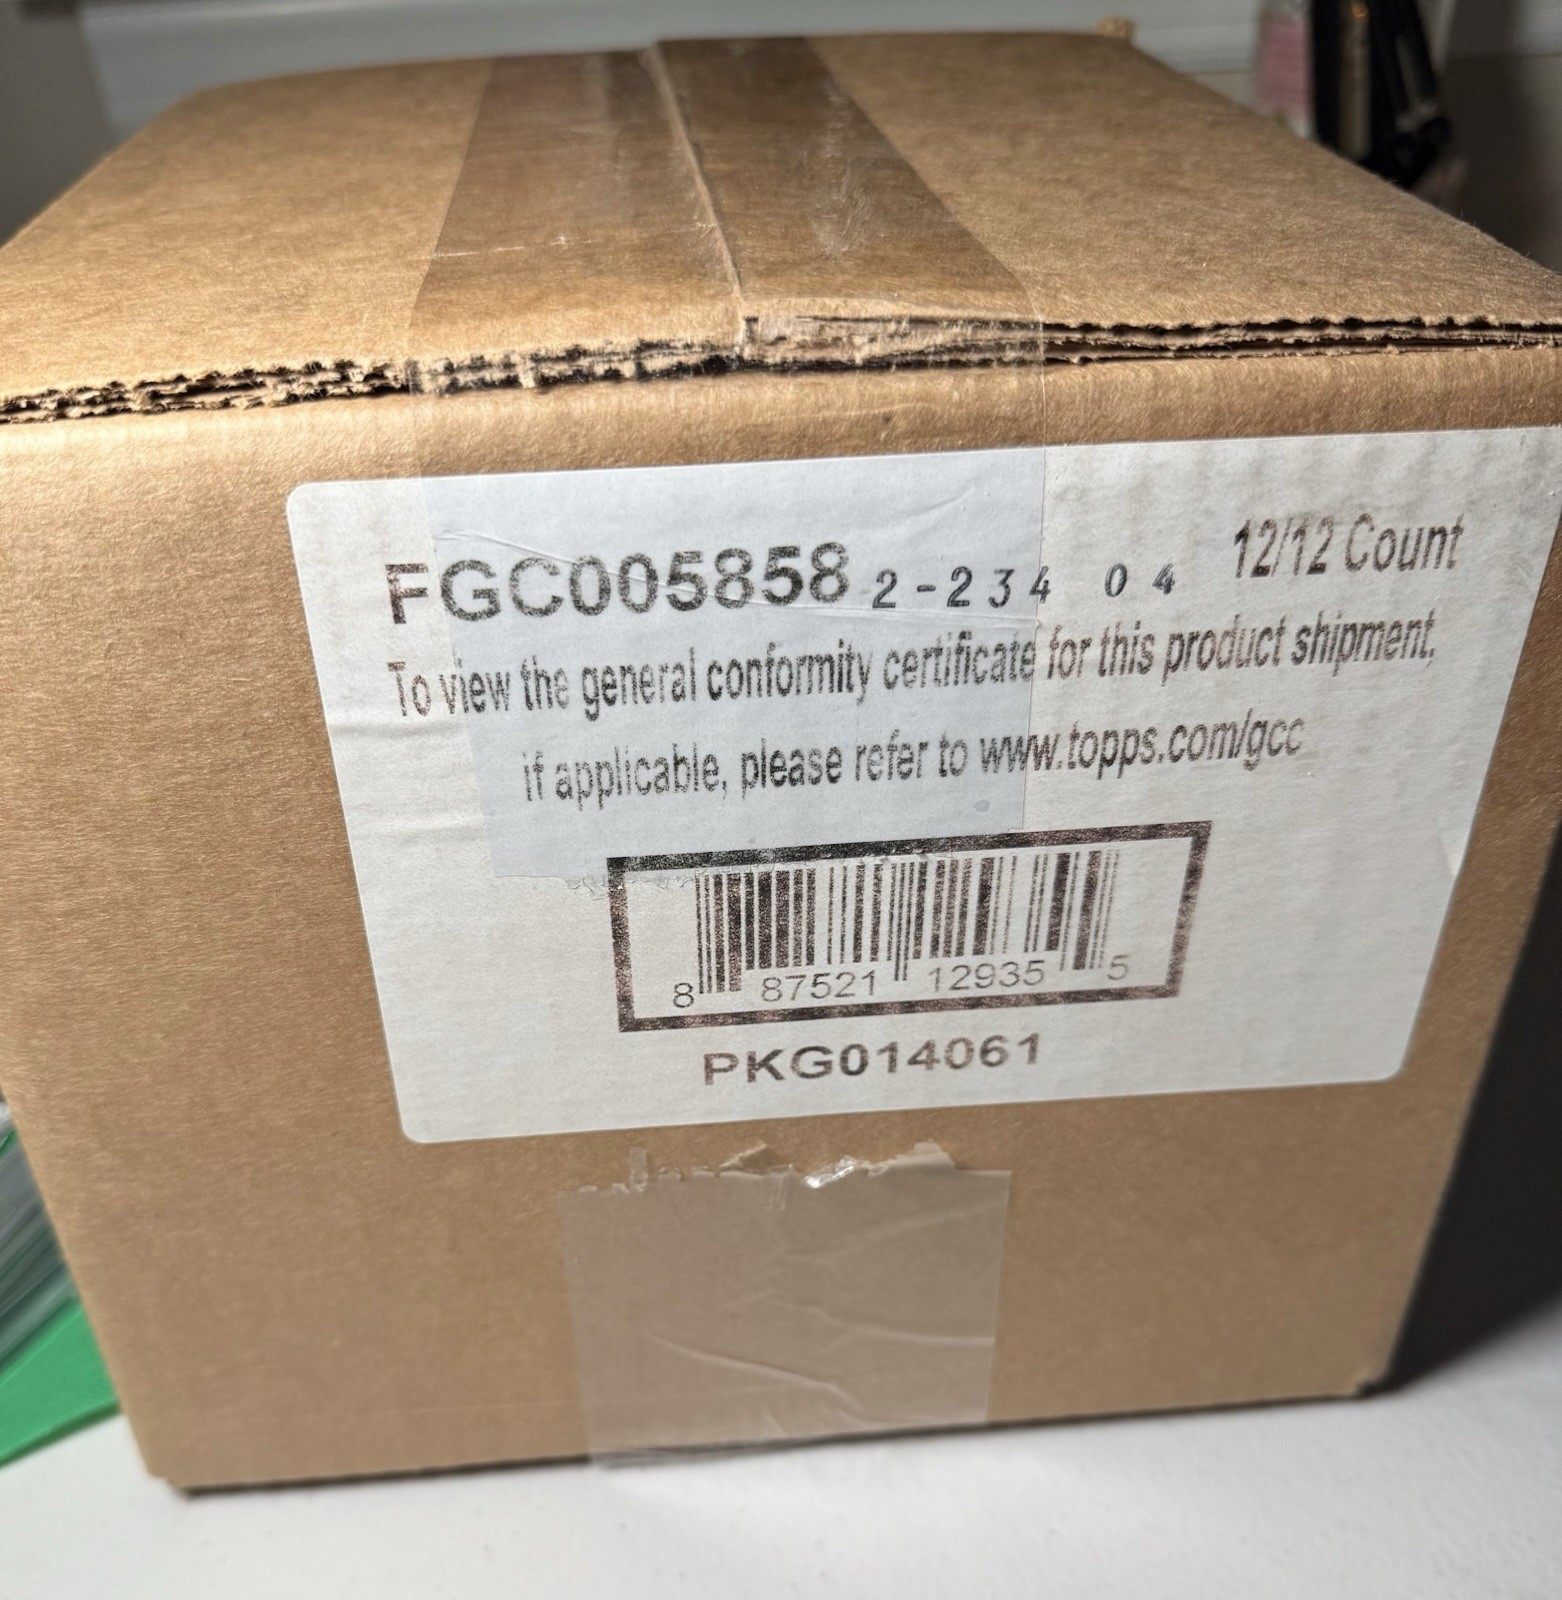 FGC005858 2-234 04 12/12 Count
To view the general conformity certificate for this product shipment,
if applicable, please refer to www.topps.com/gcc
8 87521 12935 5
PKG014061